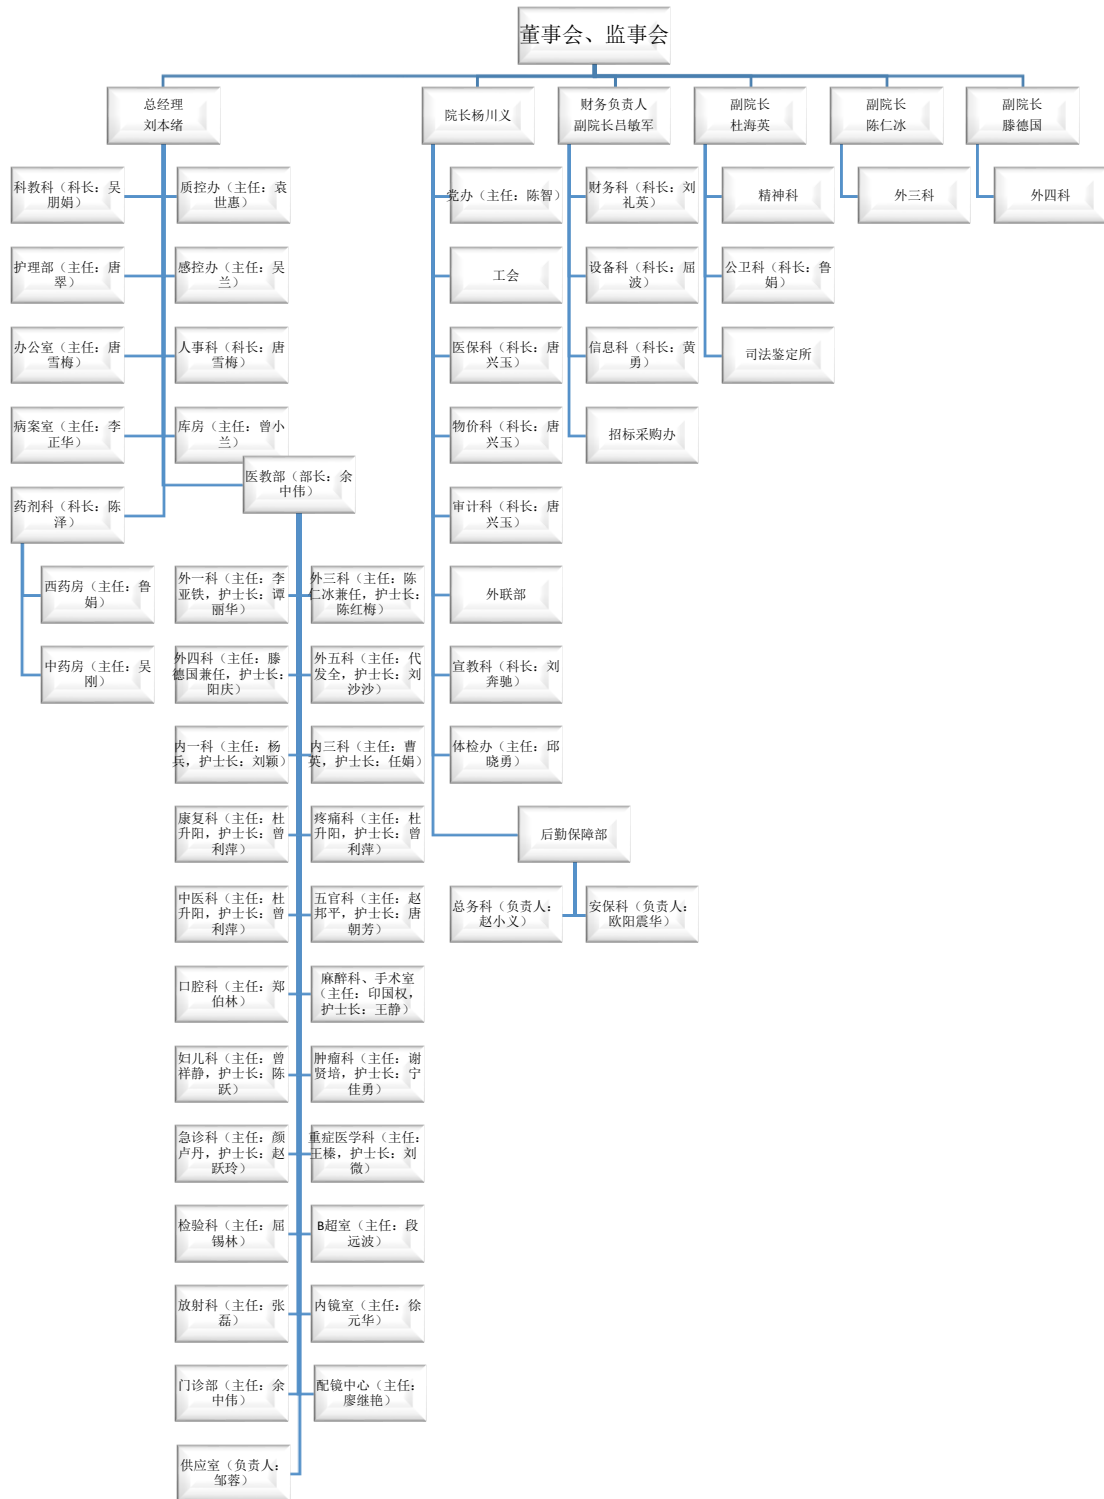 董事会、监事会
总经理
刘本绪
院长杨川义
财务负责人
副院长吕敏军
副院长
杜海英
副院长
陈仁冰
副院长
滕德国
科教科（科长：吴
朋娟）
质控办（主任：袁
世惠）
护理部（主任：唐
翠）
感控办（主任：吴
兰）
办公室（主任：唐
雪梅）
人事科（科长：唐
雪梅）
病案室（主任：李
正华）
库房（主任：曾小
兰）
药剂科（科长：陈
泽）
西药房（主任：鲁
娟）
中药房（主任：吴
刚）
医教部（部长：余
中伟）
外一科（主任：李
亚铁，护士长：谭
丽华）
外三科（主任：陈
仁冰兼任，护士长：
陈红梅）
外四科（主任：滕
德国兼任，护士长：
阳庆）
外五科（主任：代
发全，护士长：刘
沙沙）
内一科（主任：杨
兵，护士长：刘颖）
内三科（主任：曹
英，护士长：任娟）
康复科（主任：杜
升阳，护士长：曾
利萍）
疼痛科（主任：杜
升阳，护士长：曾
利萍）
中医科（主任：杜
升阳，护士长：曾
利萍）
五官科（主任：赵
邦平，护士长：唐
朝芳）
口腔科（主任：郑
伯林）
麻醉科、手术室
（主任：印国权，
护士长：王静）
妇儿科（主任：曾
祥静，护士长：陈
跃）
肿瘤科（主任：谢
贤培，护士长：宁
佳勇）
急诊科（主任：颜
卢丹，护士长：赵
跃玲）
重症医学科（主任：
王榛，护士长：刘
微）
检验科（主任：屈
锡林）
B超室（主任：段
远波）
放射科（主任：张
磊）
内镜室（主任：徐
元华）
门诊部（主任：余
中伟）
配镜中心（主任：
廖继艳）
供应室（负责人：
邹蓉）
党办（主任：陈智）
工会
医保科（科长：唐
兴玉）
物价科（科长：唐
兴玉）
审计科（科长：唐
兴玉）
外联部
宣教科（科长：刘
奔驰）
体检办（主任：邱
晓勇）
后勤保障部
总务科（负责人：
赵小义）
安保科（负责人：
欧阳震华）
财务科（科长：刘
礼英）
设备科（科长：屈
波）
信息科（科长：黄
勇）
招标采购办
精神科
公卫科（科长：鲁
娟）
司法鉴定所
外三科
外四科